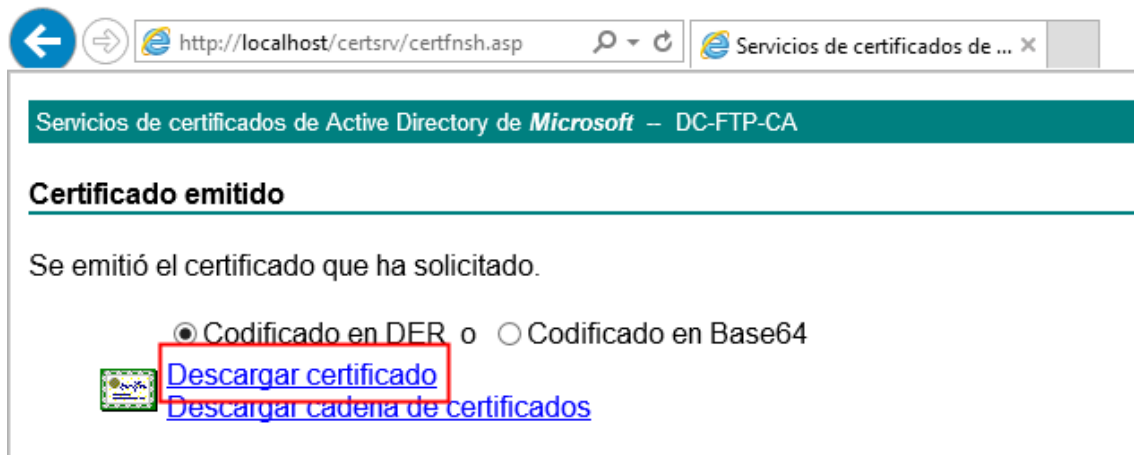 http://localhost/certsrv/certfnsh.asp
Servicios de certificados de ...
Servicios de certificados de Active Directory de Microsoft -- DC-FTP-CA
Certificado emitido
Se emitió el certificado que ha solicitado.
Codificado en DER o Codificado en Base64
Descargar certificado
Descargar cadena de certificados